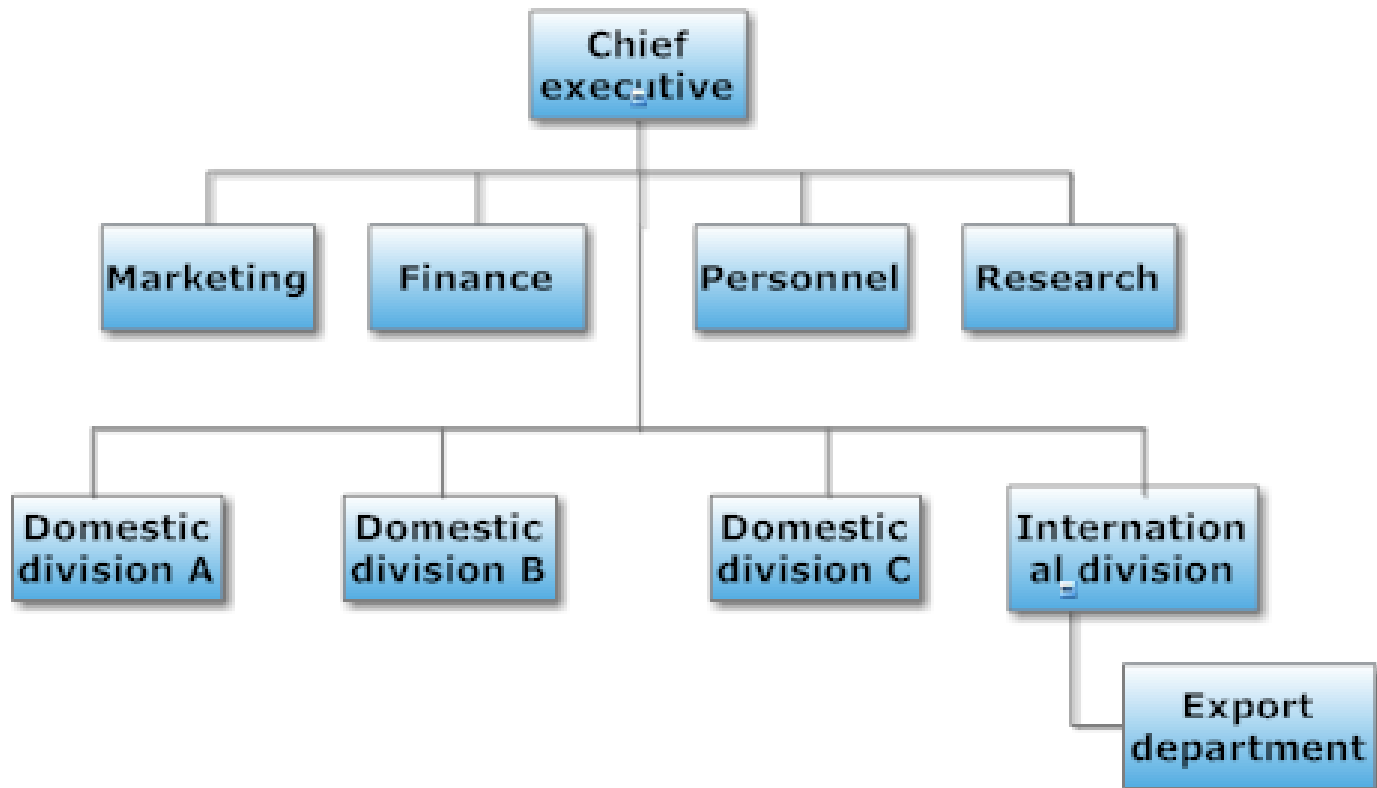 Chief
executive
Marketing
Finance
Personnel
Research
Domestic
division A
Domestic
division B
Domestic
division C
Internation
al division
Export
department